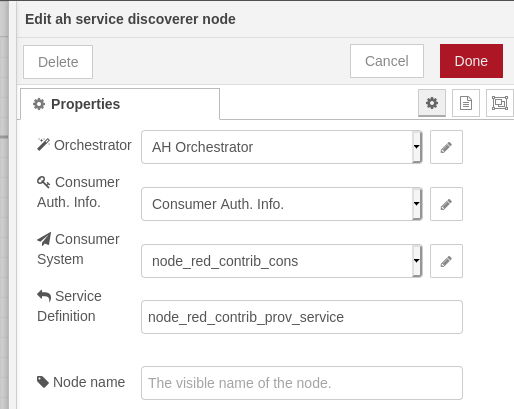 Edit ah service discoverer node
Delete
Cancel
Done
Properties
Orchestrator
AH Orchestrator
Consumer
Auth. Info.
Consumer Auth. Info.
Consumer
System
node_red_contrib_cons
Service
Definition
node_red_contrib_prov_service
Node name
The visible name of the node.